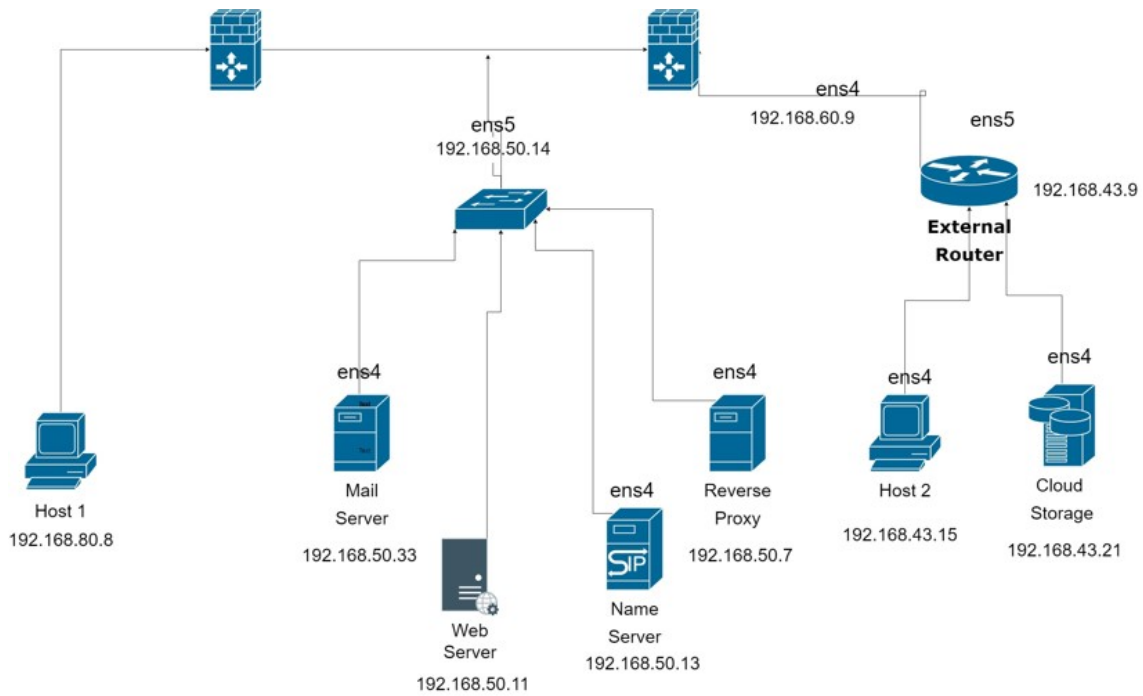 ens4
192.168.60.9
ens5
ens5
192.168.50.14
192.168.43.9
External
Router
ens4
ens4
ens4
ens4
Host 1
192.168.80.8
Mail
Server
192.168.50.33
ens4
Reverse
Proxy
192.168.50.7
Host 2
192.168.43.15
Cloud
Storage
192.168.43.21
SIP
Web
Server
192.168.50.11
Name
Server
192.168.50.13